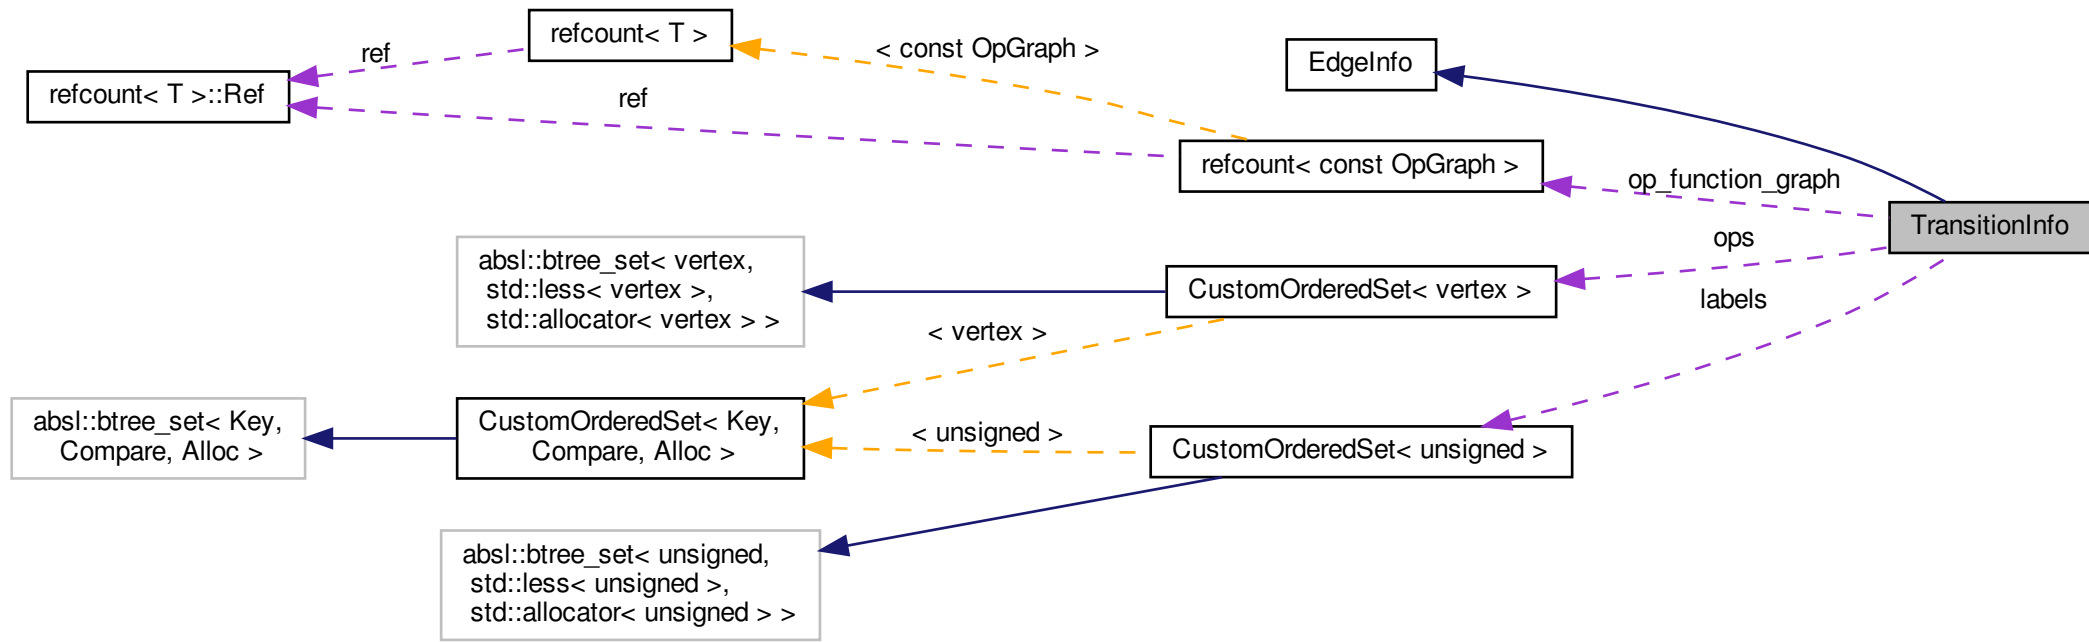 refcount< T >
ref
< const OpGraph >
EdgeInfo
refcount< T >::Ref
ref
refcount< const OpGraph >
op_function_graph
TransitionInfo
ops
absl::btree_set< vertex,
std::less< vertex >,
std::allocator< vertex > >
CustomOrderedSet< vertex >
labels
< vertex >
absl::btree_set< Key,
Compare, Alloc >
CustomOrderedSet< Key,
Compare, Alloc >
< unsigned >
CustomOrderedSet< unsigned >
absl::btree_set< unsigned,
std::less< unsigned >,
std::allocator< unsigned > >